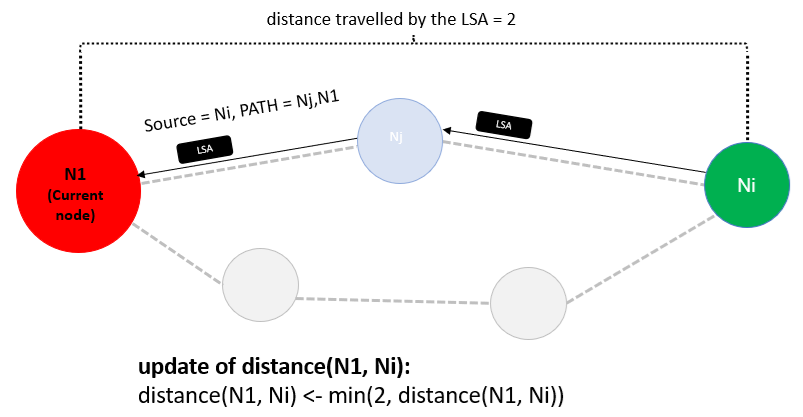 distance travelled by the LSA = 2
Source = Ni, PATH = Nj,N1
LSA
LSA
Nj
N1
(Current
node)
Ni
update of distance(N1, Ni):
distance(N1, Ni) <- min(2, distance(N1, Ni))